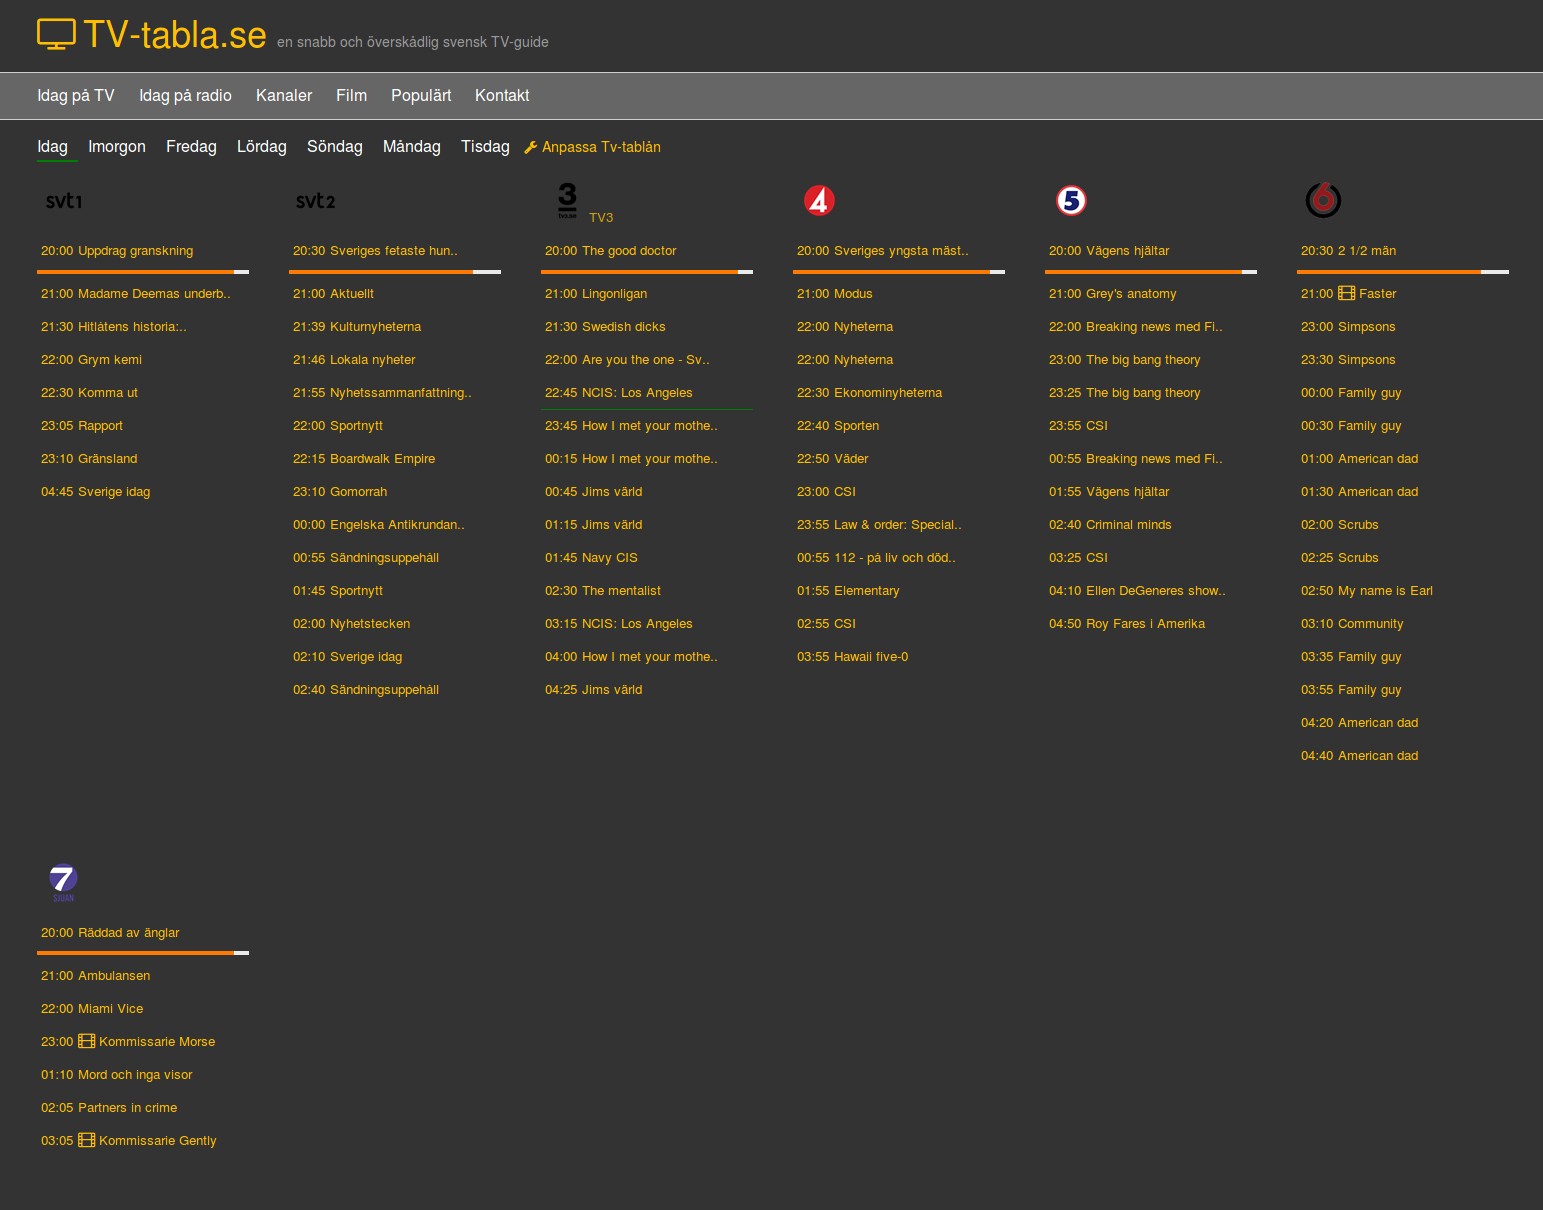 TV-tabla.se en snabb och överskådlig svensk TV-guide
Idag på TV Idag på radio Kanaler Film Populärt Kontakt
Idag Imorgon Fredag Lördag Söndag Måndag Tisdag Anpassa Tv-tablån
svt1
20:00 Uppdrag granskning
21:00 Madame Deemas underb..
21:30 Hitlåtens historia:..
22:00 Grym kemi
22:30 Komma ut
23:05 Rapport
23:10 Gränsland
04:45 Sverige idag
svt2
20:30 Sveriges fetaste hun..
21:00 Aktuellt
21:39 Kulturnyheterna
21:46 Lokala nyheter
21:55 Nyhetssammanfattning..
22:00 Sportnytt
22:15 Boardwalk Empire
23:10 Gomorrah
00:00 Engelska Antikrundan..
00:55 Sändningsuppehåll
01:45 Sportnytt
02:00 Nyhetstecken
02:10 Sverige idag
02:40 Sändningsuppehåll
3
tv3.se
TV3
20:00 The good doctor
21:00 Lingonligan
21:30 Swedish dicks
22:00 Are you the one - Sv..
22:45 NCIS: Los Angeles
23:45 How I met your mothe..
00:15 How I met your mothe..
00:45 Jims värld
01:15 Jims värld
01:45 Navy CIS
02:30 The mentalist
03:15 NCIS: Los Angeles
04:00 How I met your mothe..
04:25 Jims värld
4
20:00 Sveriges yngsta mäst..
21:00 Modus
22:00 Nyheterna
22:00 Nyheterna
22:30 Ekonominyheterna
22:40 Sporten
22:50 Väder
23:00 CSI
23:55 Law & order: Special..
00:55 112 - på liv och död..
01:55 Elementary
02:55 CSI
03:55 Hawaii five-0
5
20:00 Vägens hjältar
21:00 Grey's anatomy
22:00 Breaking news med Fi..
23:00 The big bang theory
23:25 The big bang theory
23:55 CSI
00:55 Breaking news med Fi..
01:55 Vägens hjältar
02:40 Criminal minds
03:25 CSI
04:10 Ellen DeGeneres show..
04:50 Roy Fares i Amerika
6
20:30 2 1/2 män
21:00 Faster
23:00 Simpsons
23:30 Simpsons
00:00 Family guy
00:30 Family guy
01:00 American dad
01:30 American dad
02:00 Scrubs
02:25 Scrubs
02:50 My name is Earl
03:10 Community
03:35 Family guy
03:55 Family guy
04:20 American dad
04:40 American dad
7
SJUAN
20:00 Räddad av änglar
21:00 Ambulansen
22:00 Miami Vice
23:00 Kommissarie Morse
01:10 Mord och inga visor
02:05 Partners in crime
03:05 Kommissarie Gently